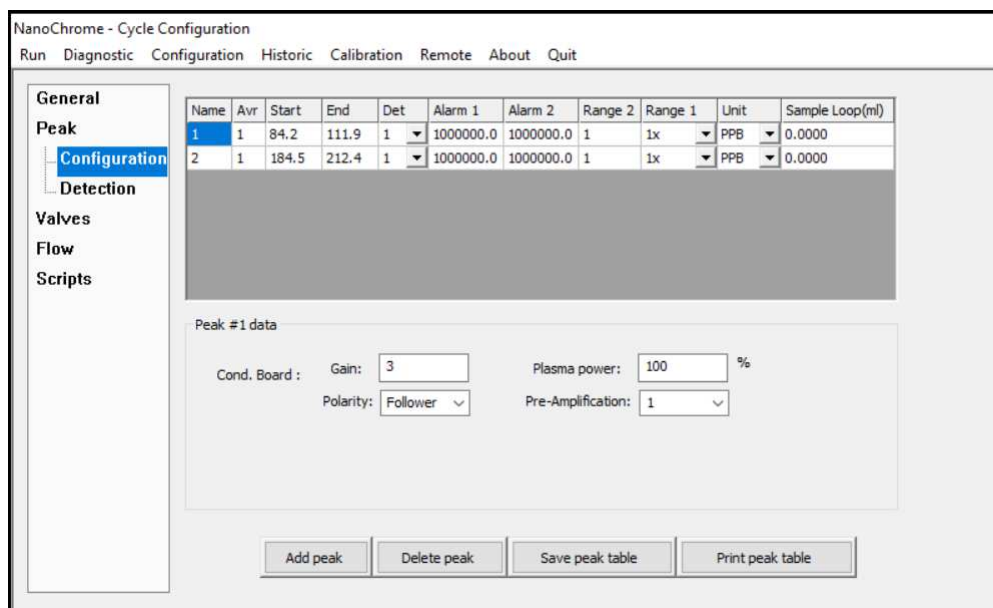 NanoChrome - Cycle Configuration
Run Diagnostic Configuration Historic Calibration Remote About Quit
General
Peak
Configuration
Detection
Valves
Flow
Scripts
Name Avr Start End Det Alarm 1 Alarm 2 Range 2 Range 1 Unit Sample Loop(ml)
1 1 84.2 111.9 1 1000000.0 1000000.0 1 1x PPB 0.0000
2 1 184.5 212.4 1 1000000.0 1000000.0 1 1x PPB 0.0000
Peak #1 data
Cond. Board : Gain: 3 Plasma power: 100 %
Polarity: Follower Pre-Amplification: 1
Add peak Delete peak Save peak table Print peak table